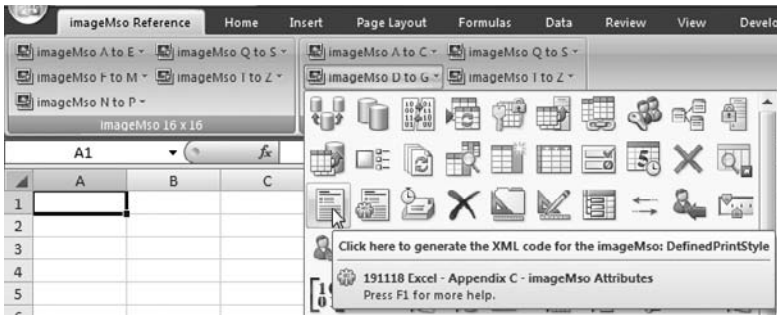 imageMso Reference Home Insert Page Layout Formulas Data Review View Develo
imageMso A to E imageMso Q to S imageMso A to C imageMso Q to S
imageMso F to M imageMso T to Z imageMso D to G imageMso T to Z
imageMso N to P
imageMso 16 x 16
A1 fx
A B C
1
2
3
4
5
Click here to generate the XML code for the imageMso: DefinedPrintStyle
191118 Excel - Appendix C - imageMso Attributes
Press F1 for more help.